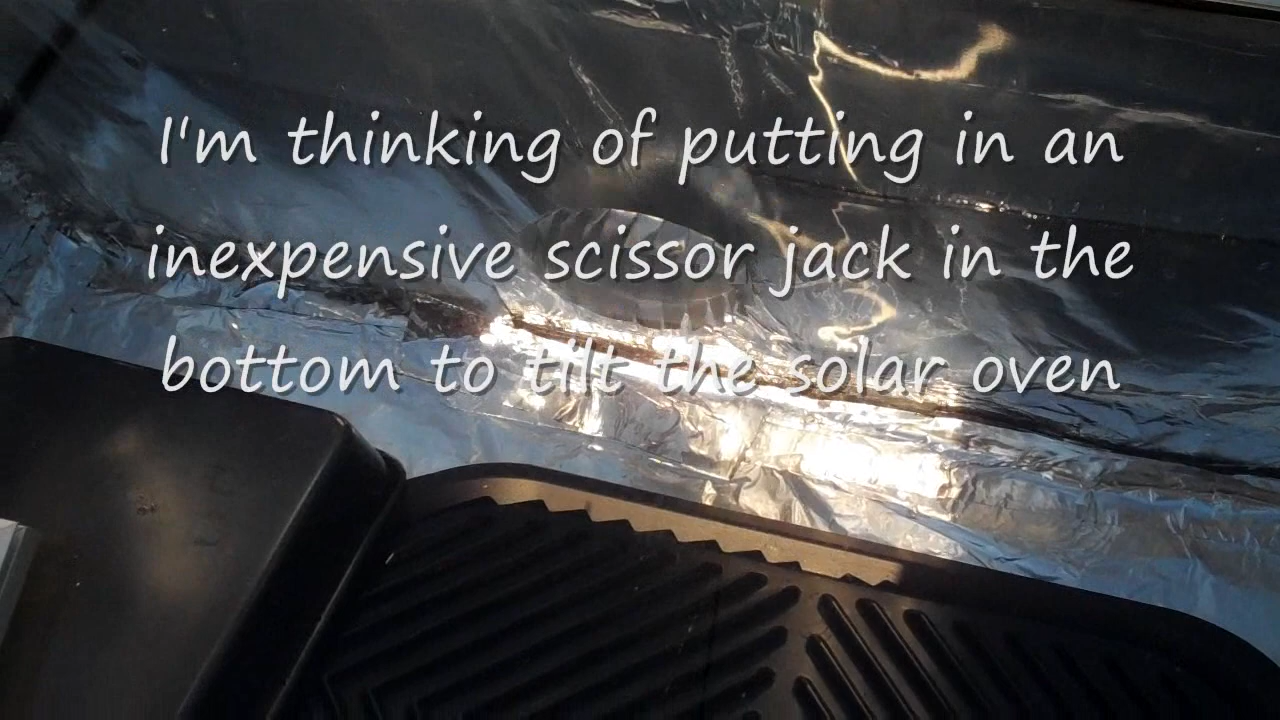 I'm thinking of putting in an
inexpensive scissor jack in the
bottom to tilt the solar oven